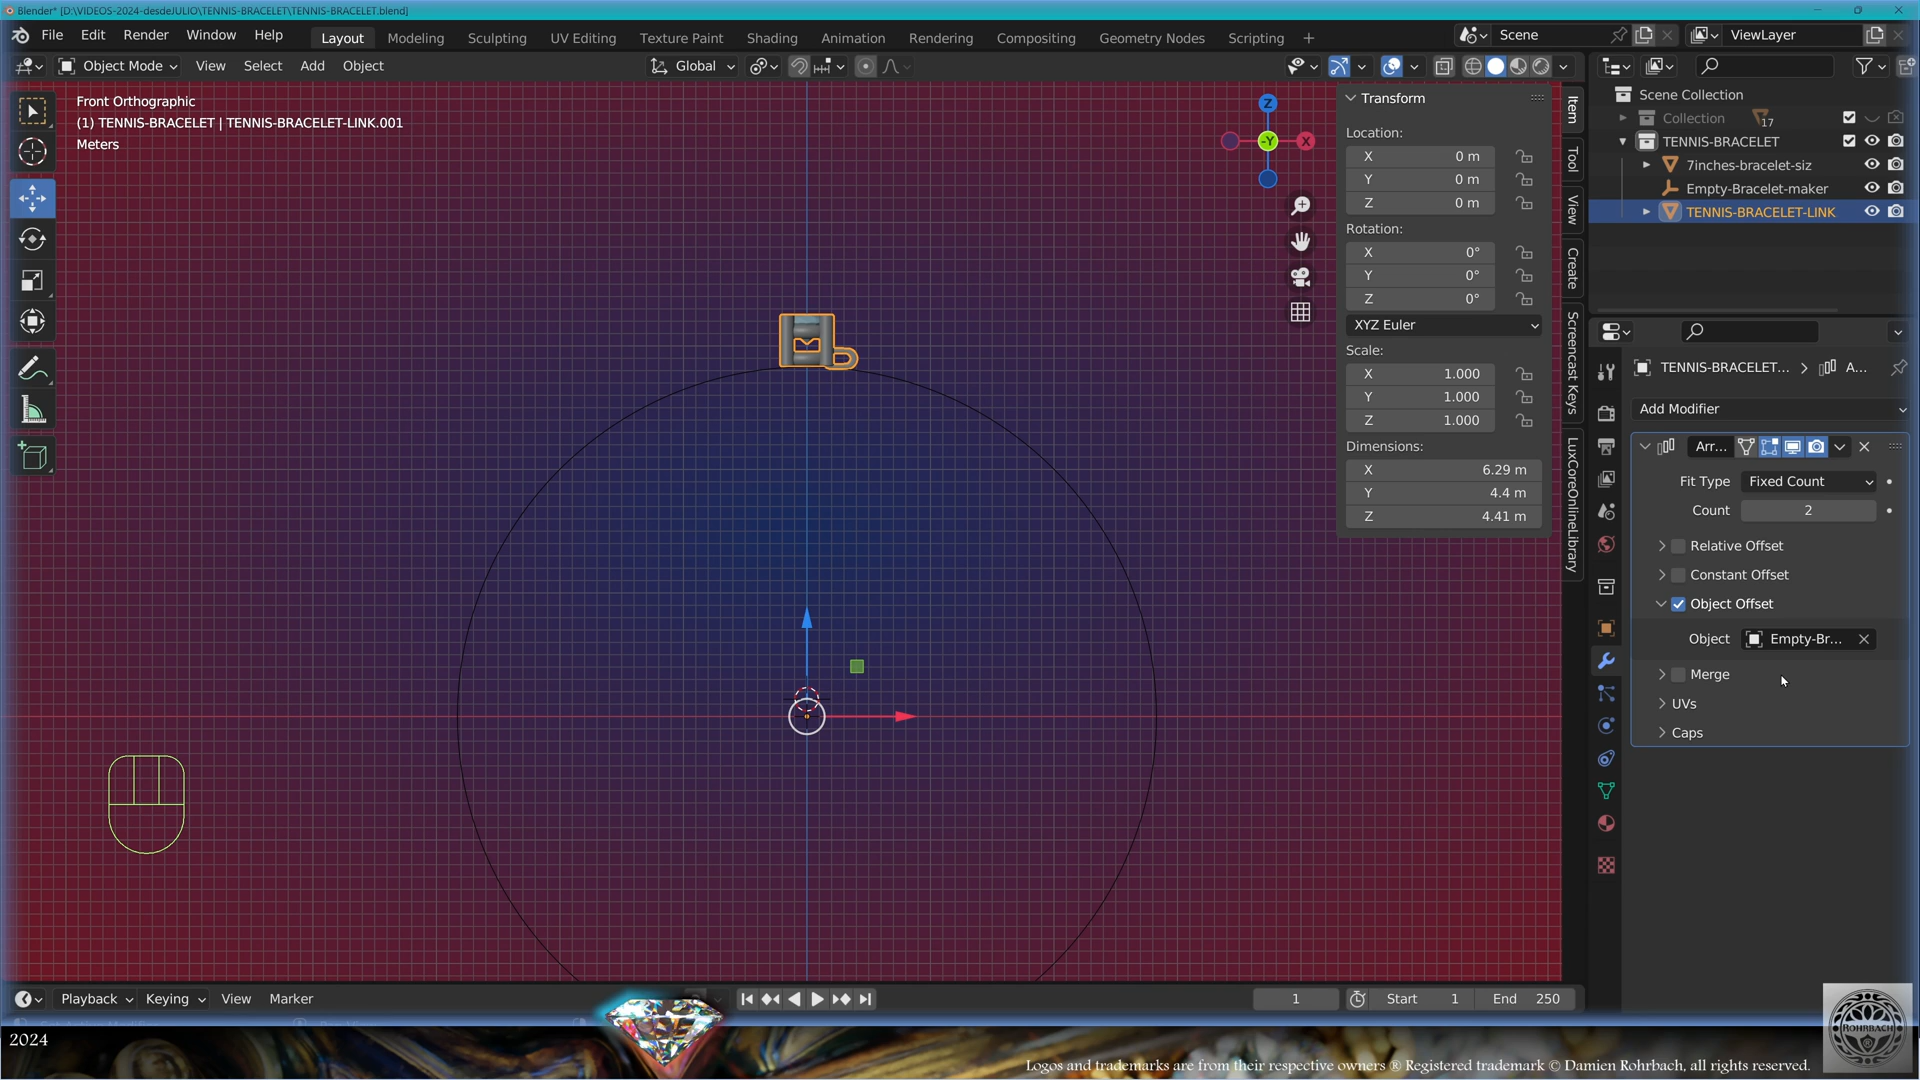 Blender* [D:\VIDEOS-2024-desdeJULIO\TENNIS-BRACELET\TENNIS-BRACELET.blend]
File Edit Render Window Help Layout Modeling Sculpting UV Editing Texture Paint Shading Animation Rendering Compositing Geometry Nodes Scripting Scene ViewLayer
Object Mode View Select Add Object Global
Front Orthographic
(1) TENNIS-BRACELET | TENNIS-BRACELET-LINK.001
Meters
Z
-Y
X
Transform
Location:
X 0 m
Y 0 m
Z 0 m
Rotation:
X 0°
Y 0°
Z 0°
XYZ Euler
Scale:
X 1.000
Y 1.000
Z 1.000
Dimensions:
X 6.29 m
Y 4.4 m
Z 4.41 m
Item
Tool
View
Create
Screencast Keys
LuxCoreOnlineLibrary
Scene Collection
Collection 17
TENNIS-BRACELET
7inches-bracelet-siz
Empty-Bracelet-maker
TENNIS-BRACELET-LINK
TENNIS-BRACELET... A...
Add Modifier
Arr...
Fit Type Fixed Count
Count 2
Relative Offset
Constant Offset
Object Offset
Object Empty-Br...
Merge
UVs
Caps
Playback Keying View Marker 1 Start 1 End 250
2024
ROHRBACH
®
Logos and trademarks are from their respective owners ® Registered trademark © Damien Rohrbach, all rights reserved.